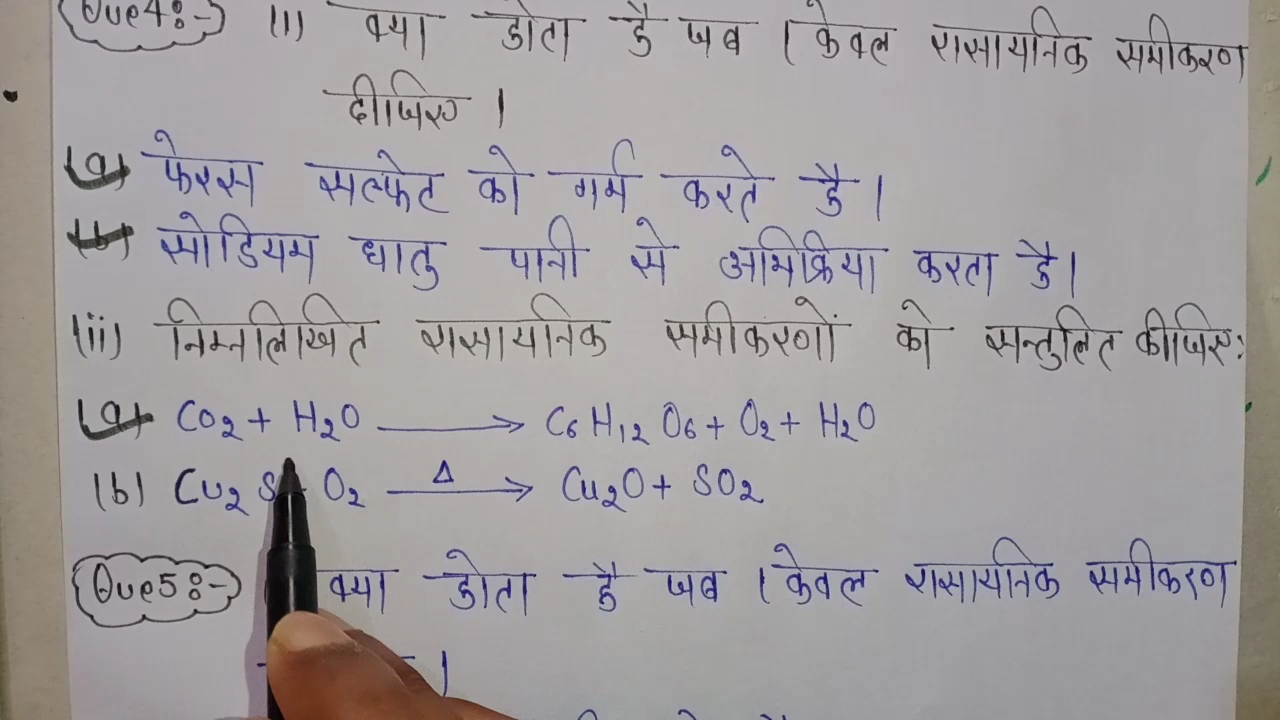 Que4:-) (i) क्या होता है जब । केवल रासायनिक समीकरण
दीजिए ।
(a) फेरस सल्फेट को गर्म करते है ।
(b) सोडियम धातु पानी से अभिक्रिया करता है ।
(ii) निम्नलिखित रासायनिक समीकरणों को सन्तुलित कीजिए:
(a) CO₂ + H₂O ⟶ C₆H₁₂O₆ + O₂ + H₂O
(b) Cu₂S O₂ —Δ→ Cu₂O + SO₂
Que5:- क्या होता है जब । केवल रासायनिक समीकरण
।